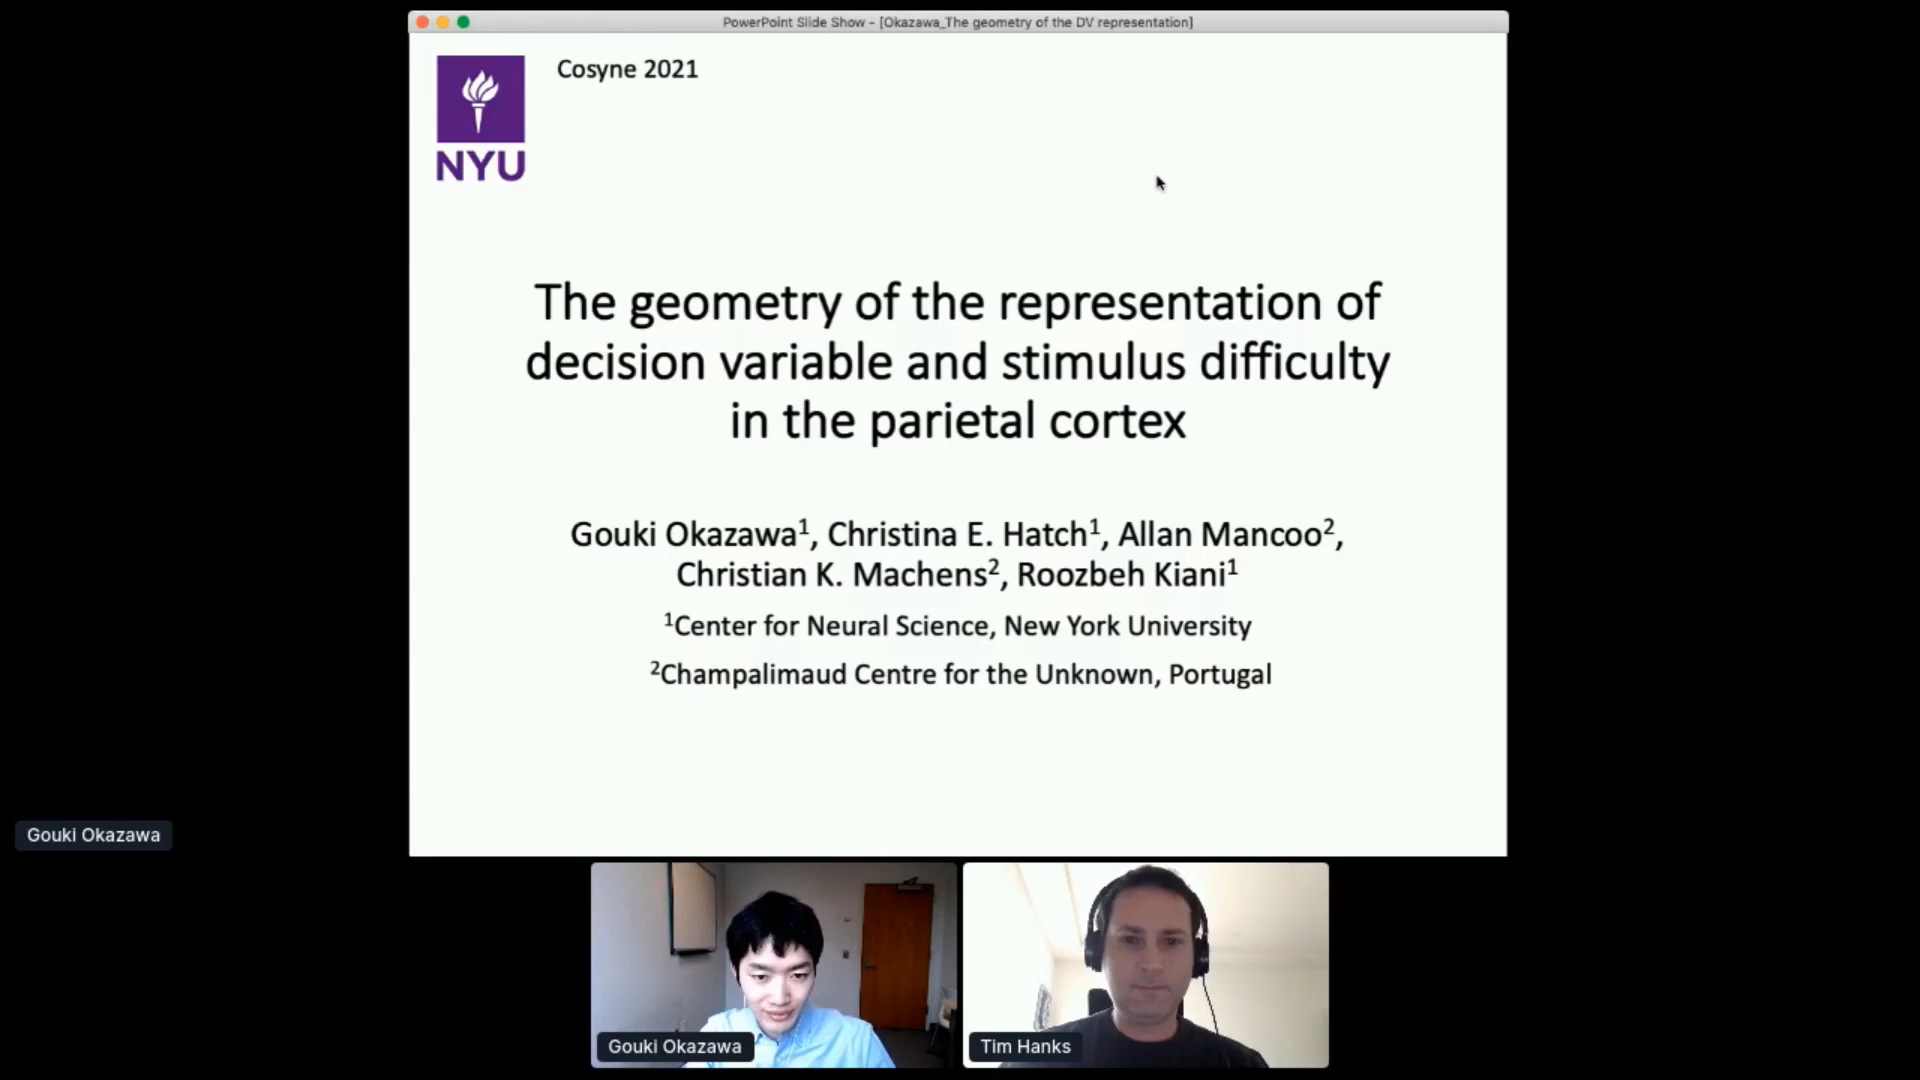 PowerPoint Slide Show - [Okazawa_The geometry of the DV representation]
Cosyne 2021
NYU
The geometry of the representation of
decision variable and stimulus difficulty
in the parietal cortex
Gouki Okazawa¹, Christina E. Hatch¹, Allan Mancoo²,
Christian K. Machens², Roozbeh Kiani¹
¹Center for Neural Science, New York University
²Champalimaud Centre for the Unknown, Portugal
Gouki Okazawa
Gouki Okazawa
Tim Hanks